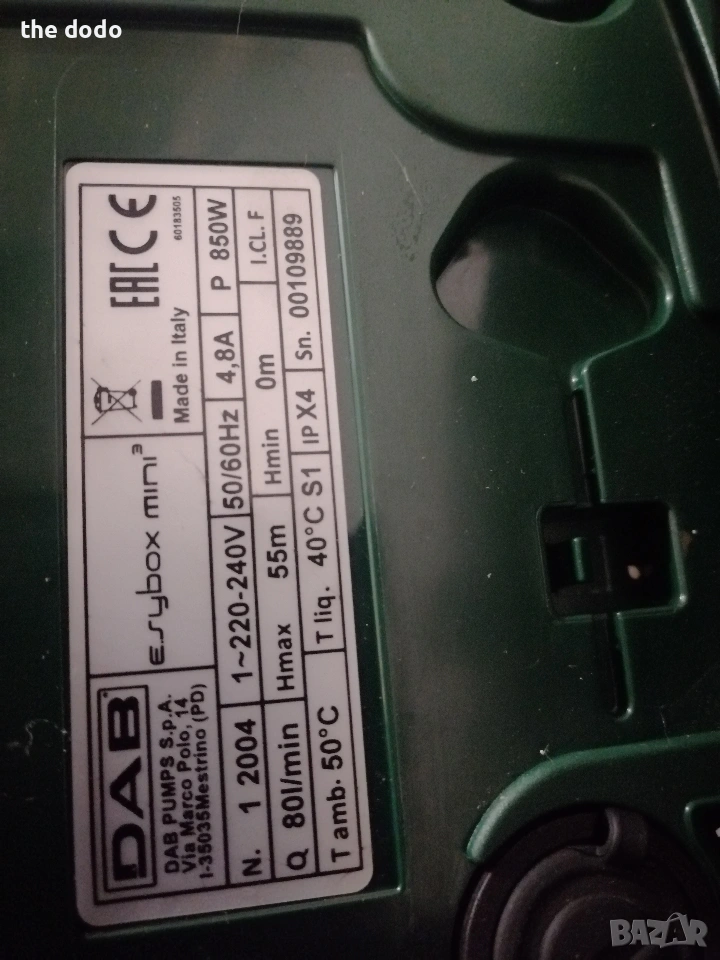 the dodo
DAB
DAB PUMPS S.p.A.
Via Marco Polo, 14
I-35035Mestrino (PD)
e.sybox mini³
EAC CE
Made in Italy
60183505
N. 1 2004 1~220-240V 50/60Hz 4,8A P 850W
Q 80l/min Hmax 55m Hmin 0m I.CL. F
T amb. 50°C T liq. 40°C S1 IP X4 Sn. 00109889
BAZAR